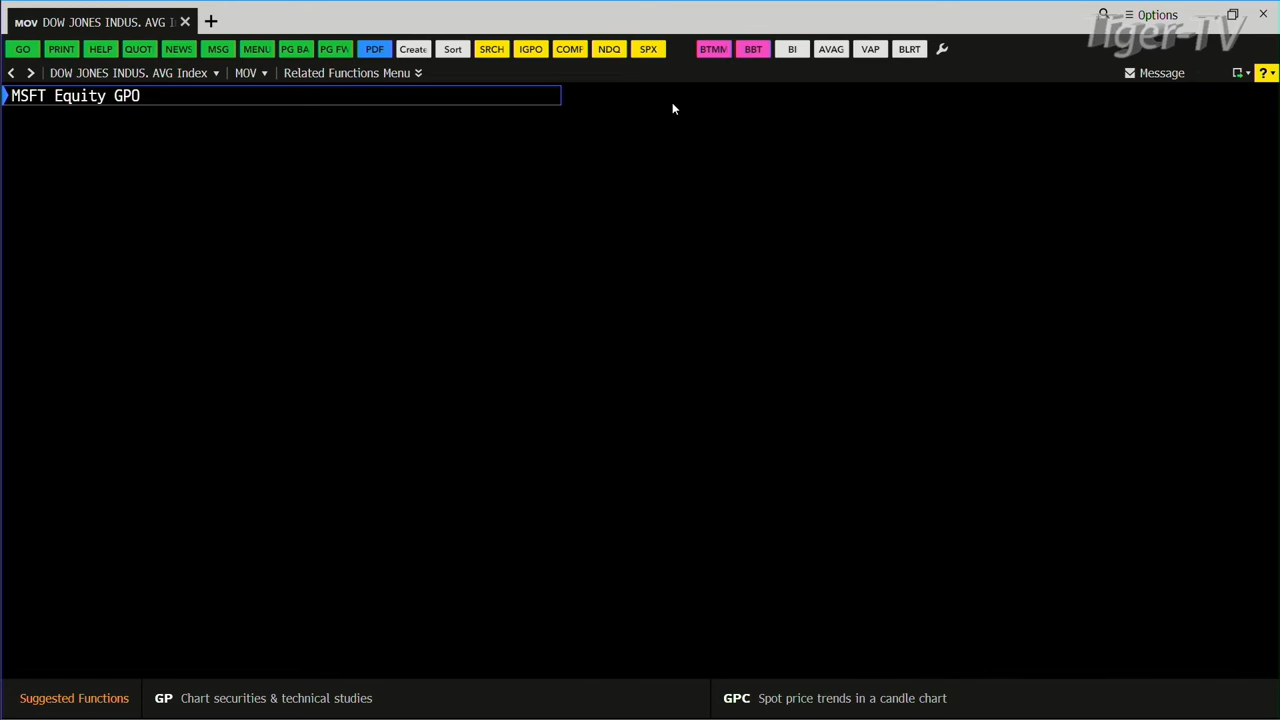 MOV DOW JONES INDUS. AVG I
Options
Tiger-TV
GO PRINT HELP QUOT NEWS MSG MENU PG BA PG FW PDF Create Sort SRCH IGPO COMF NDQ SPX BTMM BBT BI AVAG VAP BLRT
DOW JONES INDUS. AVG Index MOV Related Functions Menu Message ?
MSFT Equity GPO
Suggested Functions GP Chart securities & technical studies GPC Spot price trends in a candle chart